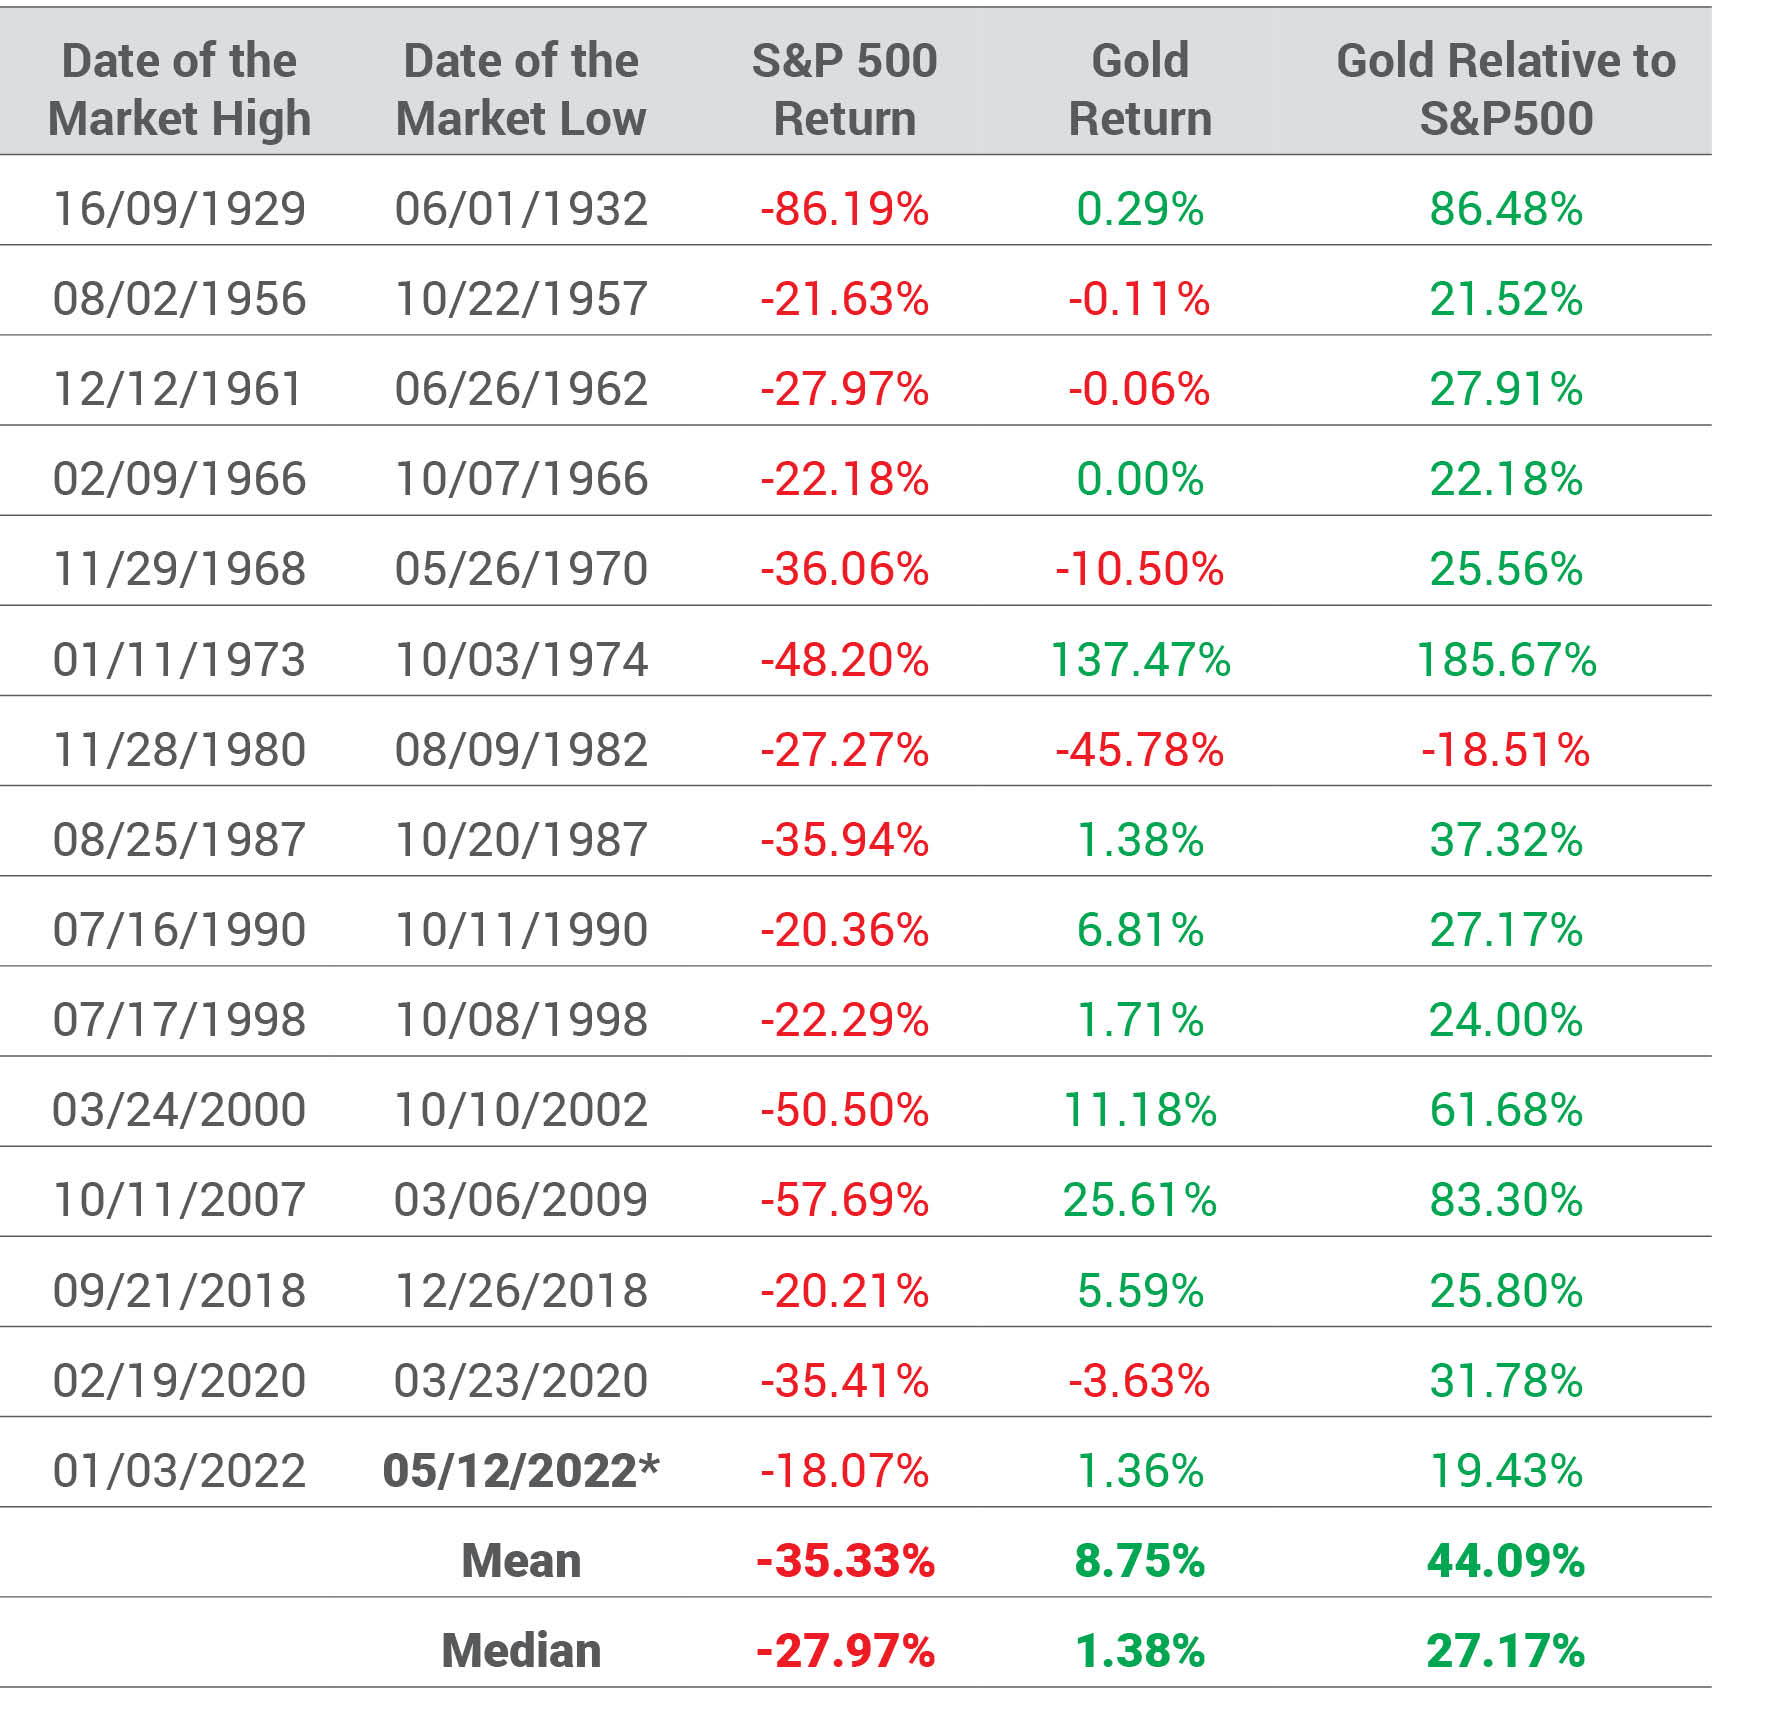 Date of the Market High Date of the Market Low S&P 500 Return Gold Return Gold Relative to S&P500
16/09/1929 06/01/1932 -86.19% 0.29% 86.48%
08/02/1956 10/22/1957 -21.63% -0.11% 21.52%
12/12/1961 06/26/1962 -27.97% -0.06% 27.91%
02/09/1966 10/07/1966 -22.18% 0.00% 22.18%
11/29/1968 05/26/1970 -36.06% -10.50% 25.56%
01/11/1973 10/03/1974 -48.20% 137.47% 185.67%
11/28/1980 08/09/1982 -27.27% -45.78% -18.51%
08/25/1987 10/20/1987 -35.94% 1.38% 37.32%
07/16/1990 10/11/1990 -20.36% 6.81% 27.17%
07/17/1998 10/08/1998 -22.29% 1.71% 24.00%
03/24/2000 10/10/2002 -50.50% 11.18% 61.68%
10/11/2007 03/06/2009 -57.69% 25.61% 83.30%
09/21/2018 12/26/2018 -20.21% 5.59% 25.80%
02/19/2020 03/23/2020 -35.41% -3.63% 31.78%
01/03/2022 05/12/2022* -18.07% 1.36% 19.43%
Mean -35.33% 8.75% 44.09%
Median -27.97% 1.38% 27.17%